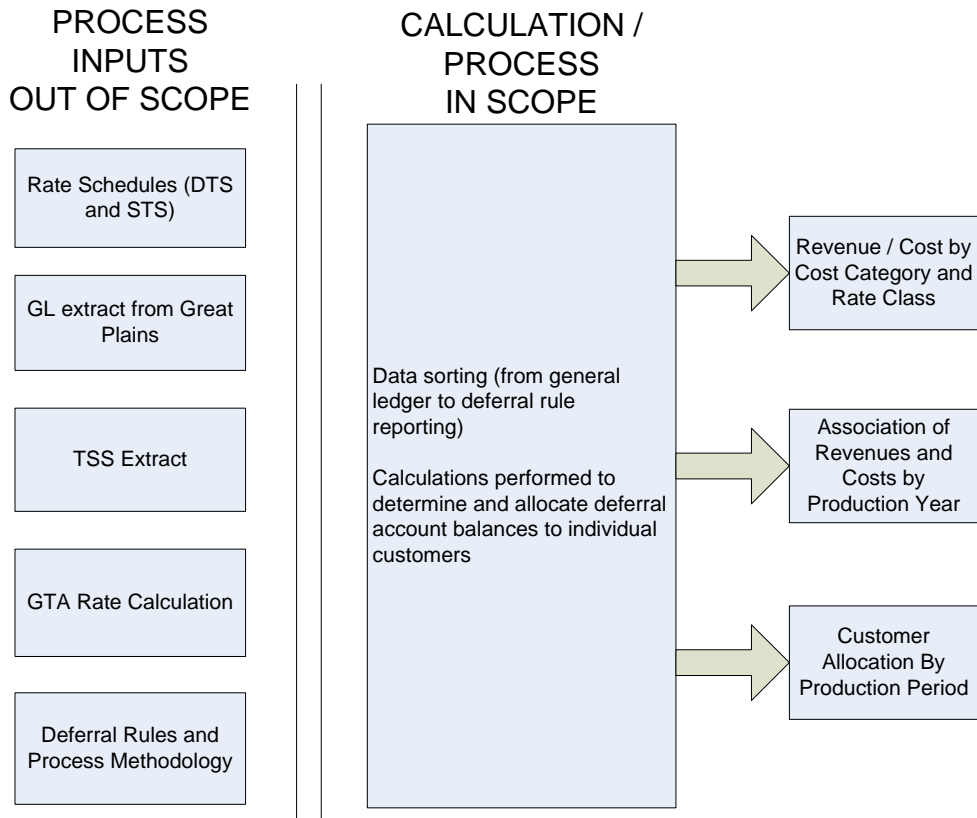 PROCESS
INPUTS
OUT OF SCOPE
Rate Schedules (DTS
and STS)
GL extract from Great
Plains
TSS Extract
GTA Rate Calculation
Deferral Rules and
Process Methodology
CALCULATION /
PROCESS
IN SCOPE
Data sorting (from general
ledger to deferral rule
reporting)
Calculations performed to
determine and allocate deferral
account balances to individual
customers
Revenue / Cost by
Cost Category and
Rate Class
Association of
Revenues and
Costs by
Production Year
Customer
Allocation By
Production Period